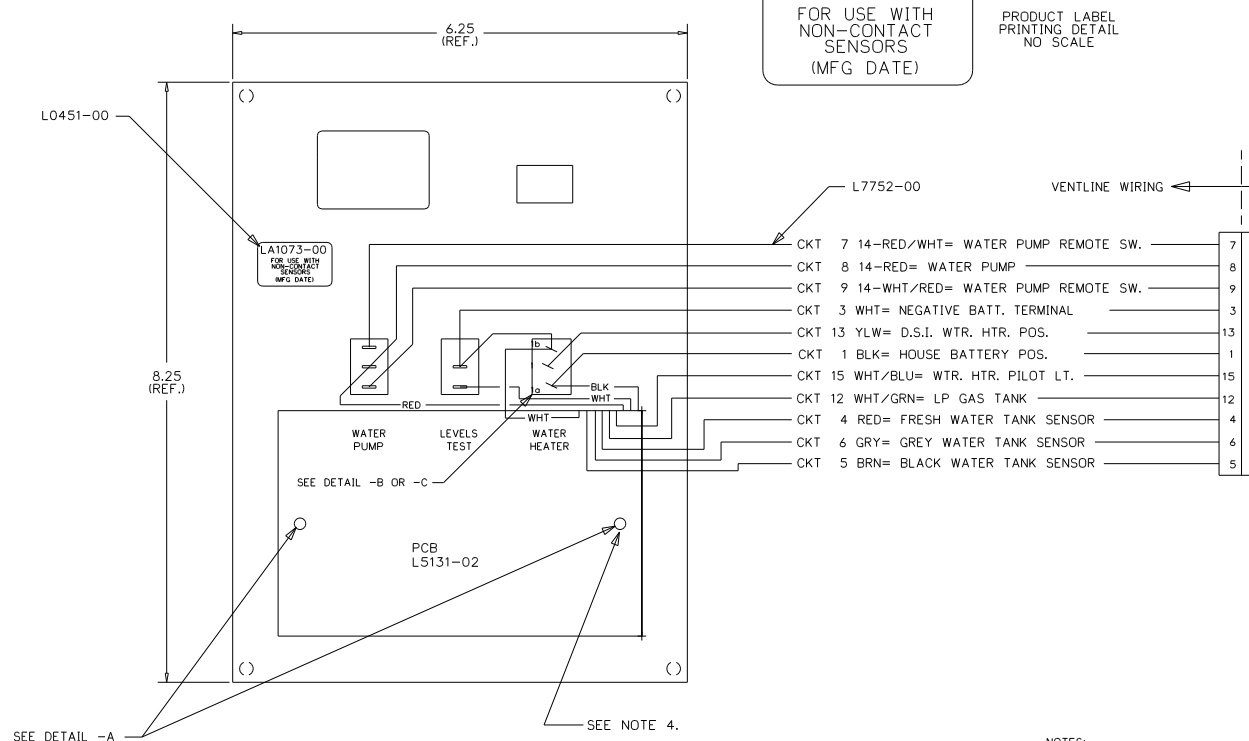 FOR USE WITH
NON-CONTACT
SENSORS
(MFG DATE)
PRODUCT LABEL
PRINTING DETAIL
NO SCALE
6.25
(REF.)
L0451-00
L7752-00
VENTLINE WIRING
LA1073-00
FOR USE WITH
NON-CONTACT
SENSORS
(MFG DATE)
CKT 7 14-RED/WHT= WATER PUMP REMOTE SW. 7
CKT 8 14-RED= WATER PUMP 8
CKT 9 14-WHT/RED= WATER PUMP REMOTE SW. 9
CKT 3 WHT= NEGATIVE BATT. TERMINAL 3
CKT 13 YLW= D.S.I. WTR. HTR. POS. 13
CKT 1 BLK= HOUSE BATTERY POS. 1
CKT 15 WHT/BLU= WTR. HTR. PILOT LT. 15
CKT 12 WHT/GRN= LP GAS TANK 12
CKT 4 RED= FRESH WATER TANK SENSOR 4
CKT 6 GRY= GREY WATER TANK SENSOR 6
CKT 5 BRN= BLACK WATER TANK SENSOR 5
8.25
(REF.)
1b
1a
BLK
WHT
RED
WHT
WATER
PUMP
LEVELS
TEST
WATER
HEATER
SEE DETAIL -B OR -C
PCB
L5131-02
SEE DETAIL -A
SEE NOTE 4.
NOTES: